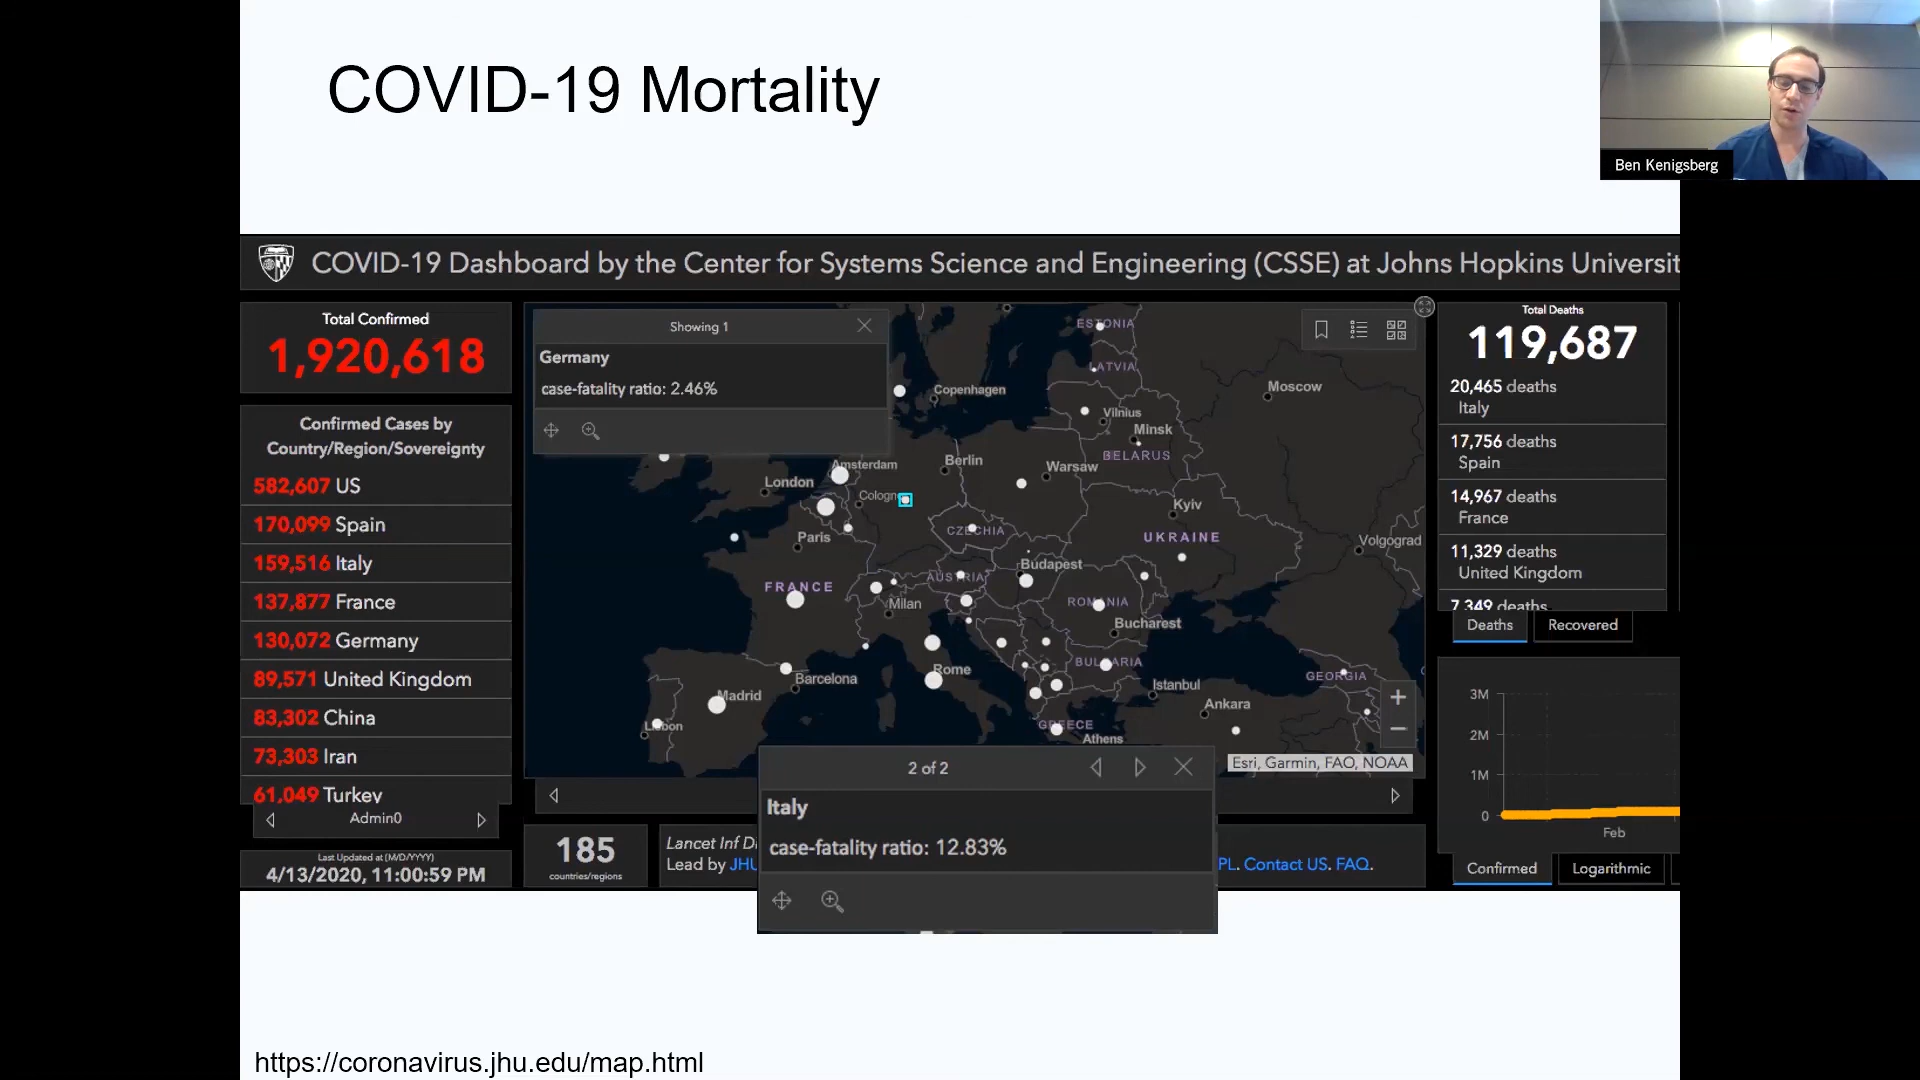 COVID-19 Mortality
Ben Kenigsberg
COVID-19 Dashboard by the Center for Systems Science and Engineering (CSSE) at Johns Hopkins Universit
Total Confirmed
1,920,618
Confirmed Cases by
Country/Region/Sovereignty
582,607 US
170,099 Spain
159,516 Italy
137,877 France
130,072 Germany
89,571 United Kingdom
83,302 China
73,303 Iran
61,049 Turkey
Admin0
Last Updated at (M/D/YYYY)
4/13/2020, 11:00:59 PM
Showing 1
Germany
case-fatality ratio: 2.46%
ESTONIA
LATVIA
Moscow
Copenhagen
Vilnius
Minsk
BELARUS
Amsterdam
Berlin
Warsaw
London
Cologn
Kyiv
CZECHIA
UKRAINE
Paris
Volgograd
Budapest
FRANCE
AUSTRIA
Milan
ROMANIA
Bucharest
BULGARIA
Rome
Barcelona
GEORGIA
Istanbul
Madrid
Ankara
Lisbon
GREECE
Athens
Esri, Garmin, FAO, NOAA
2 of 2
Italy
case-fatality ratio: 12.83%
185
countries/regions
Lancet Inf D
Lead by JHU
PL. Contact US. FAQ.
Total Deaths
119,687
20,465 deaths
Italy
17,756 deaths
Spain
14,967 deaths
France
11,329 deaths
United Kingdom
7,349 deaths
Deaths
Recovered
3M
2M
1M
0
Feb
Confirmed
Logarithmic
https://coronavirus.jhu.edu/map.html